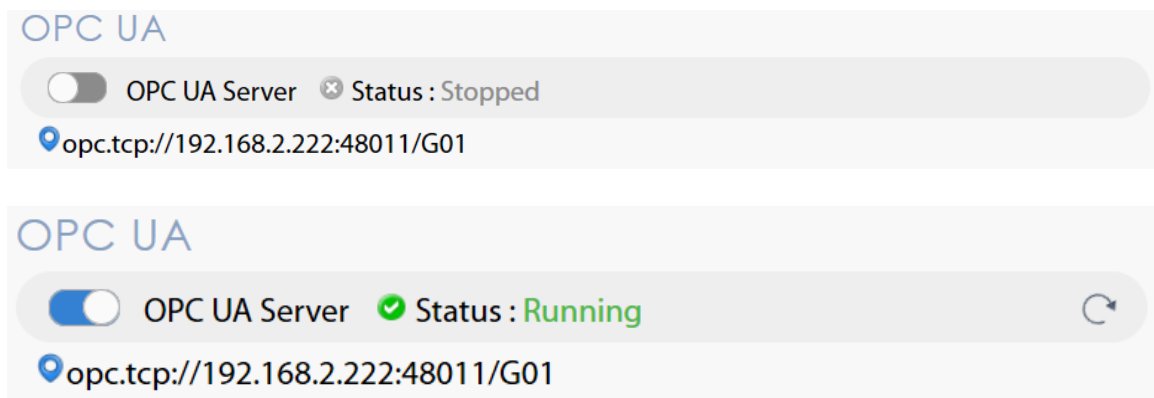 OPC UA
OPC UA Server Status : Stopped
opc.tcp://192.168.2.222:48011/G01
OPC UA
OPC UA Server Status : Running
opc.tcp://192.168.2.222:48011/G01